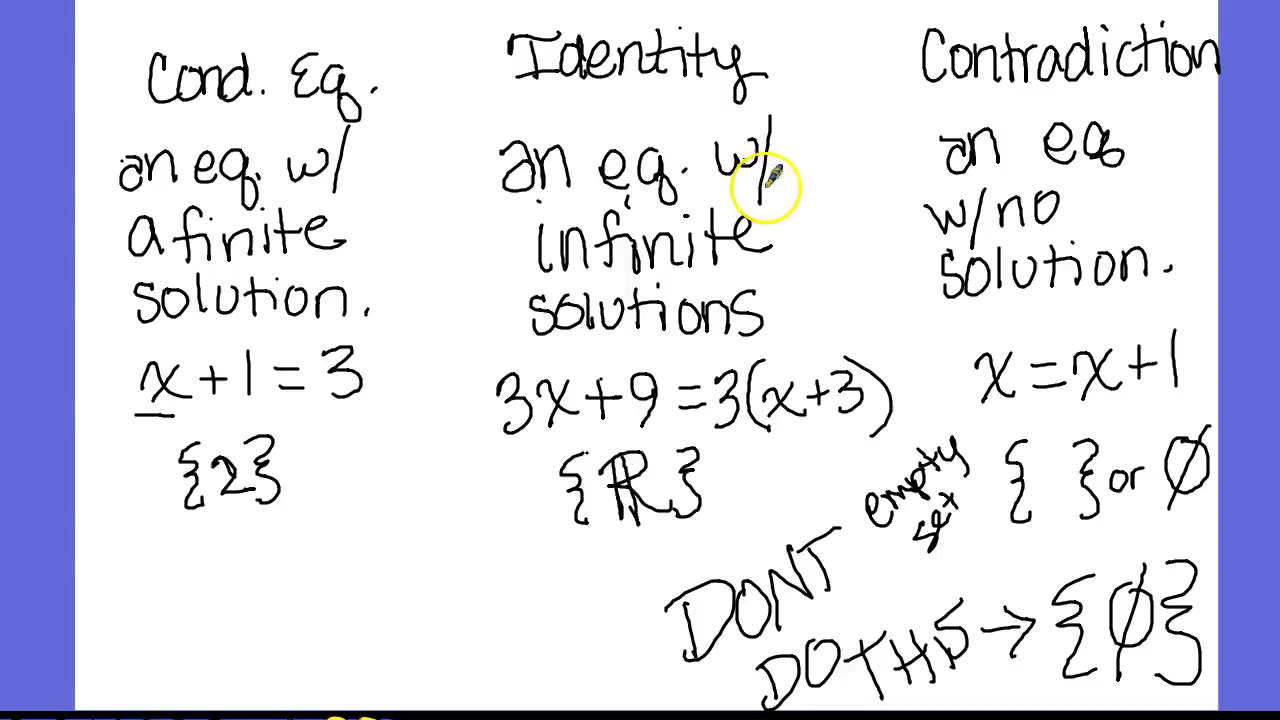 Cond. Eq.
an eq. w/
a finite
solution.
x + 1 = 3
{2}
Identity
an eq. w/
infinite
solutions
3x + 9 = 3(x+3)
{ℝ}
Contradiction
an eq
w/no
solution.
x = x + 1
{ } or ∅
empty
set
DONT
DO THIS → {∅}